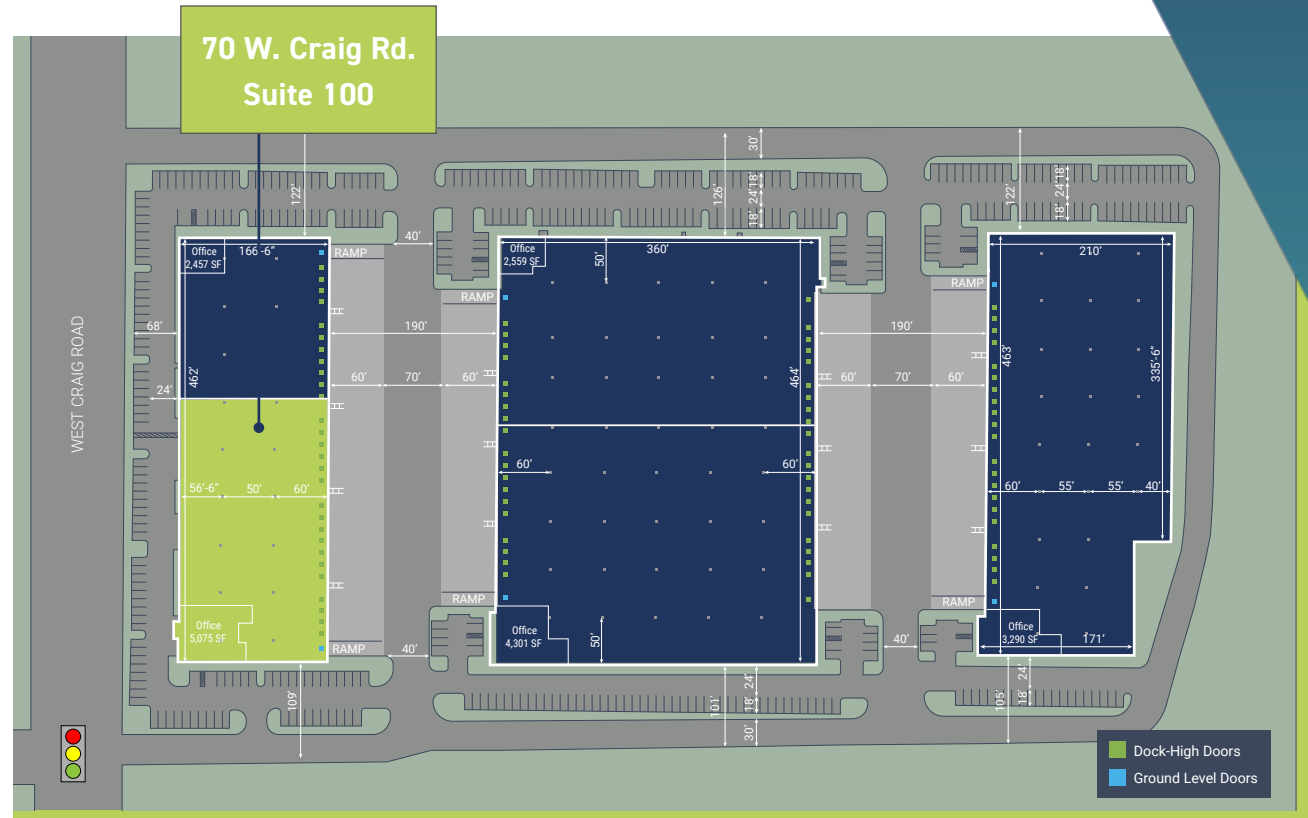 70 W. Craig Rd.
Suite 100
WEST CRAIG ROAD
122'
126'
30'
18'
24'
18'
122'
18'
24'
18'
40'
Office
2,457 SF
166'-6"
RAMP
Office
2,559 SF
360'
50'
210'
RAMP
RAMP
68'
190'
190'
462'
464'
463'
335'-6"
24'
60'
70'
60'
60'
70'
60'
56'-6"
50'
60'
60'
60'
60'
55'
55'
40'
RAMP
RAMP
Office
5,075 SF
RAMP
40'
Office
4,301 SF
50'
40'
Office
3,290 SF
171'
109'
101'
24'
18'
30'
105'
24'
18'
Dock-High Doors
Ground Level Doors